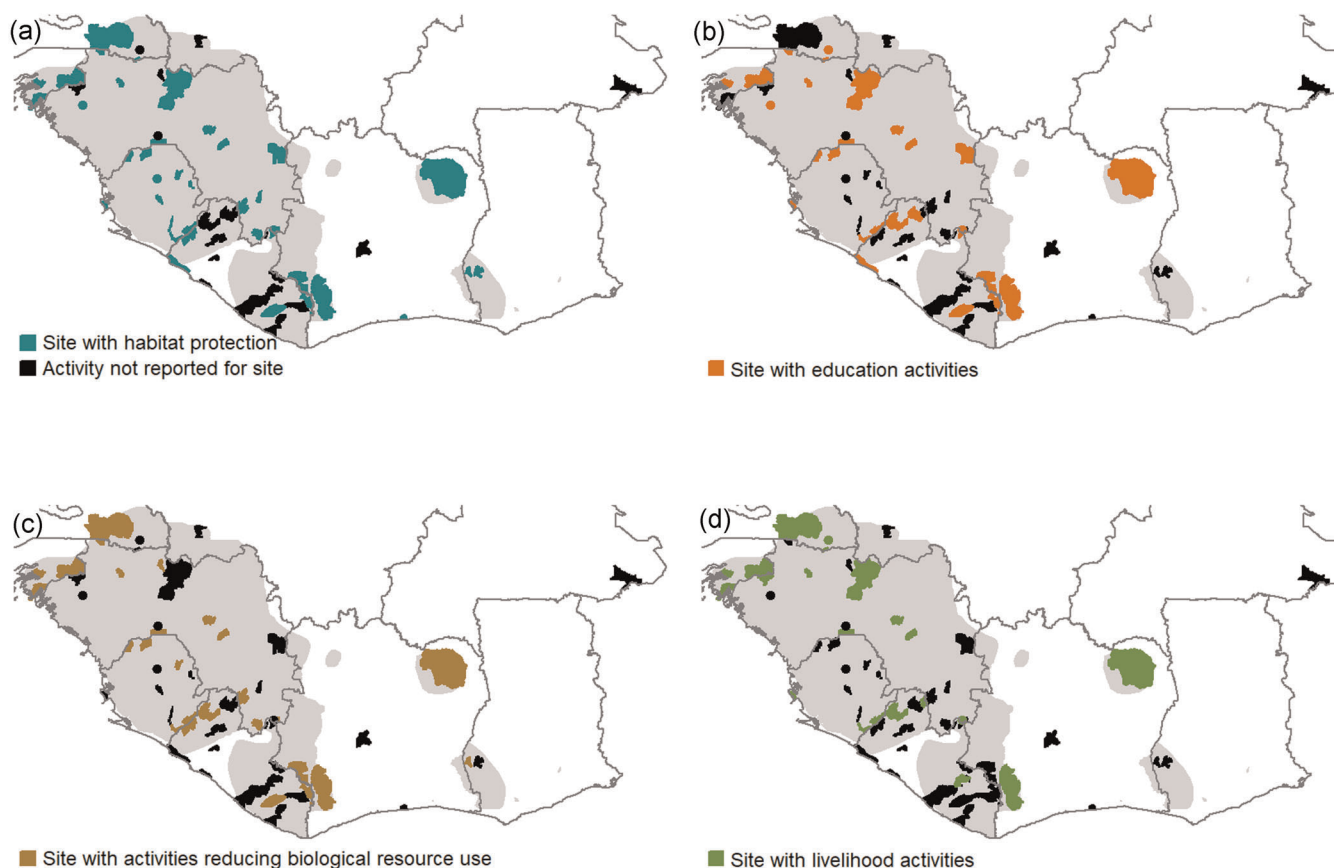 (a)
(b)
Site with habitat protection
Activity not reported for site
Site with education activities
(c)
(d)
Site with activities reducing biological resource use
Site with livelihood activities